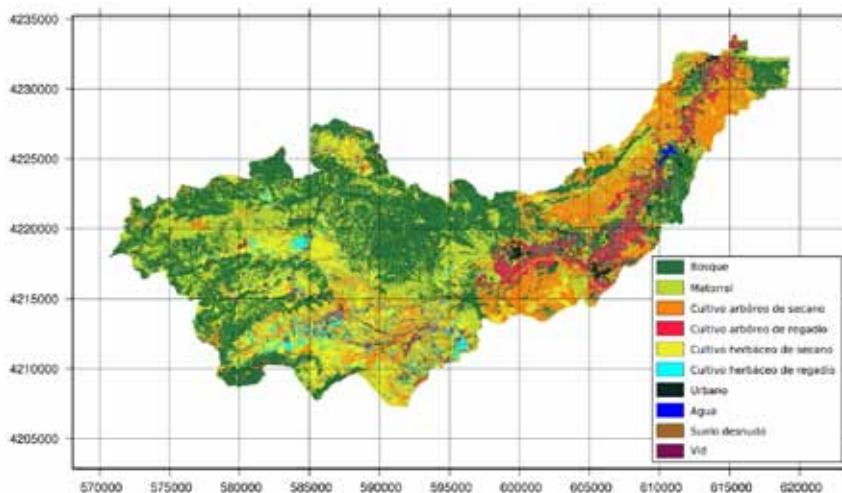 4235000
4230000
4225000
4220000
4215000
4210000
4205000
Bosque
Matorral
Cultivo arbóreo de secano
Cultivo arbóreo de regadío
Cultivo herbáceo de secano
Cultivo herbáceo de regadío
Urbano
Agua
Suelo desnudo
Vid
570000 575000 580000 585000 590000 595000 600000 605000 610000 615000 620000